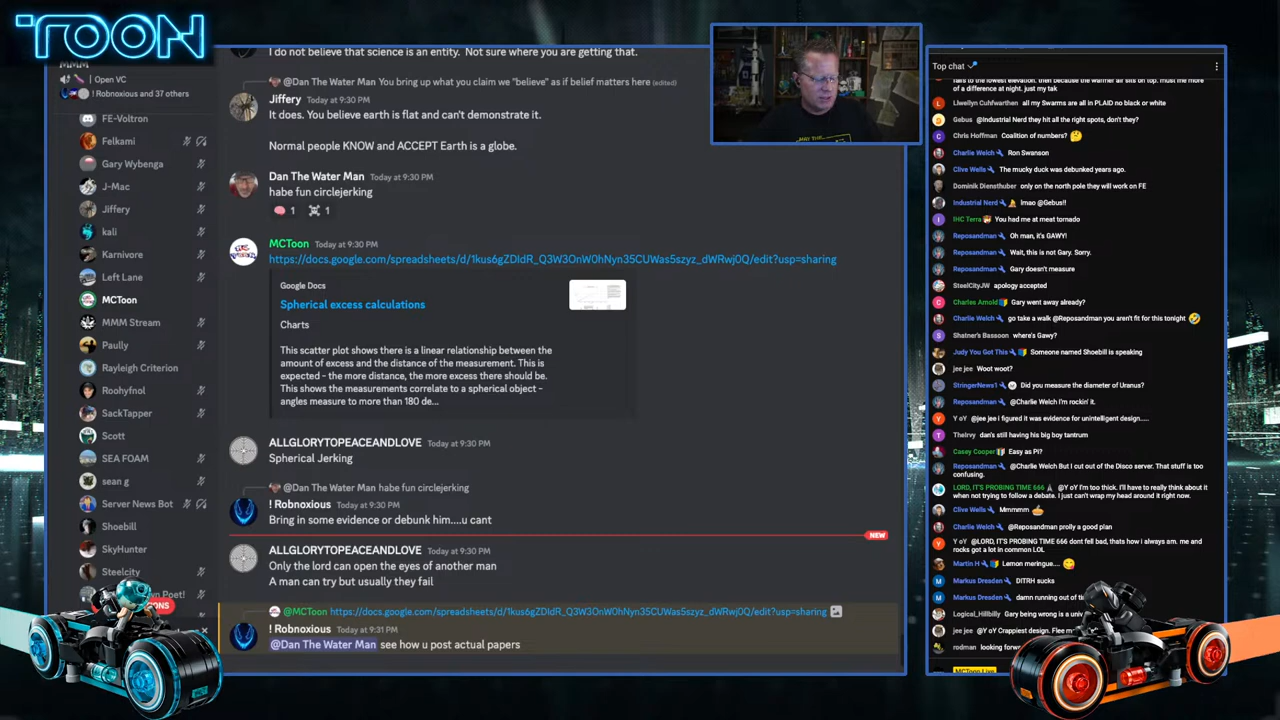 TOON
Open VC
! Robnoxious and 37 others
FE-Voltron
Felkami
Gary Wybenga
J-Mac
Jiffery
kali
Karnivore
Left Lane
MCToon
MMM Stream
Paully
Rayleigh Criterion
Roohyfnol
SackTapper
Scott
SEA FOAM
sean g
Server News Bot
Shoebill
SkyHunter
Steelcity
I do not believe that science is an entity. Not sure where you are getting that.
@Dan The Water Man You bring up what you claim we "believe" as if belief matters here (edited)
Jiffery Today at 9:30 PM
It does. You believe earth is flat and can't demonstrate it.
Normal people KNOW and ACCEPT Earth is a globe.
Dan The Water Man Today at 9:30 PM
habe fun circlejerking
1 1
MCToon Today at 9:30 PM
https://docs.google.com/spreadsheets/d/1kus6gZDIdR_Q3W3OnW0hNyn35CUWas5szyz_dWRwj0Q/edit?usp=sharing
Google Docs
Spherical excess calculations
Charts
This scatter plot shows there is a linear relationship between the
amount of excess and the distance of the measurement. This is
expected - the more distance, the more excess there should be.
This shows the measurements correlate to a spherical object -
angles measure to more than 180 de...
ALLGLORYTOPEACEANDLOVE Today at 9:30 PM
Spherical Jerking
@Dan The Water Man habe fun circlejerking
! Robnoxious Today at 9:30 PM
Bring in some evidence or debunk him....u cant
NEW
ALLGLORYTOPEACEANDLOVE Today at 9:30 PM
Only the lord can open the eyes of another man
A man can try but usually they fail
@MCToon https://docs.google.com/spreadsheets/d/1kus6gZDIdR_Q3W3OnW0hNyn35CUWas5szyz_dWRwj0Q/edit?usp=sharing
! Robnoxious Today at 9:31 PM
@Dan The Water Man see how u post actual papers
Top chat
falls to the lowest elevation. then because the warmer air sits on top. must me more
of a difference at night. just my tak
Llwellyn Cuhfwarthen all my Swarms are all in PLAID no black or white
Gebus @Industrial Nerd they hit all the right spots, don't they?
Chris Hoffman Coalition of numbers? 🤔
Charlie Welch Ron Swanson
Clive Wells The mucky duck was debunked years ago.
Dominik Diensthuber only on the north pole they will work on FE
Industrial Nerd lmao @Gebus!!
IHC Terra You had me at meat tornado
Reposandman Oh man, it's GAWY!
Reposandman Wait, this is not Gary. Sorry.
Reposandman Gary doesn't measure
SteelCityJW apology accepted
Charles Arnold Gary went away already?
Charlie Welch go take a walk @Reposandman you aren't fit for this tonight 🤣
Shatner's Bassoon where's Gawy?
Judy You Got This Someone named Shoebill is speaking
jee jee Woot woot?
StringerNews1 Did you measure the diameter of Uranus?
Reposandman @Charlie Welch I'm rockin' it.
Y oY @jee jee i figured it was evidence for unintelligent design.....
TheIrvy dan's still having his big boy tantrum
Casey Cooper Easy as Pi?
Reposandman @Charlie Welch But I cut out of the Disco server. That stuff is too
confusing.
LORD, IT'S PROBING TIME 666 @Y oY I'm too thick. I'll have to really think about it
when not trying to follow a debate. I just can't wrap my head around it right now.
Clive Wells Mmmmm
Charlie Welch @Reposandman prolly a good plan
Y oY @LORD, IT'S PROBING TIME 666 dont fell bad, thats how i always am. me and
rocks got a lot in common LOL
Martin H Lemon meringue.... 😋
Markus Dresden DITRH sucks
Markus Dresden damn running out of
Logical_Hillbilly Gary being wrong is a
jee jee @Y oY Crappiest design. Flee
rodman looking
MCToon Live